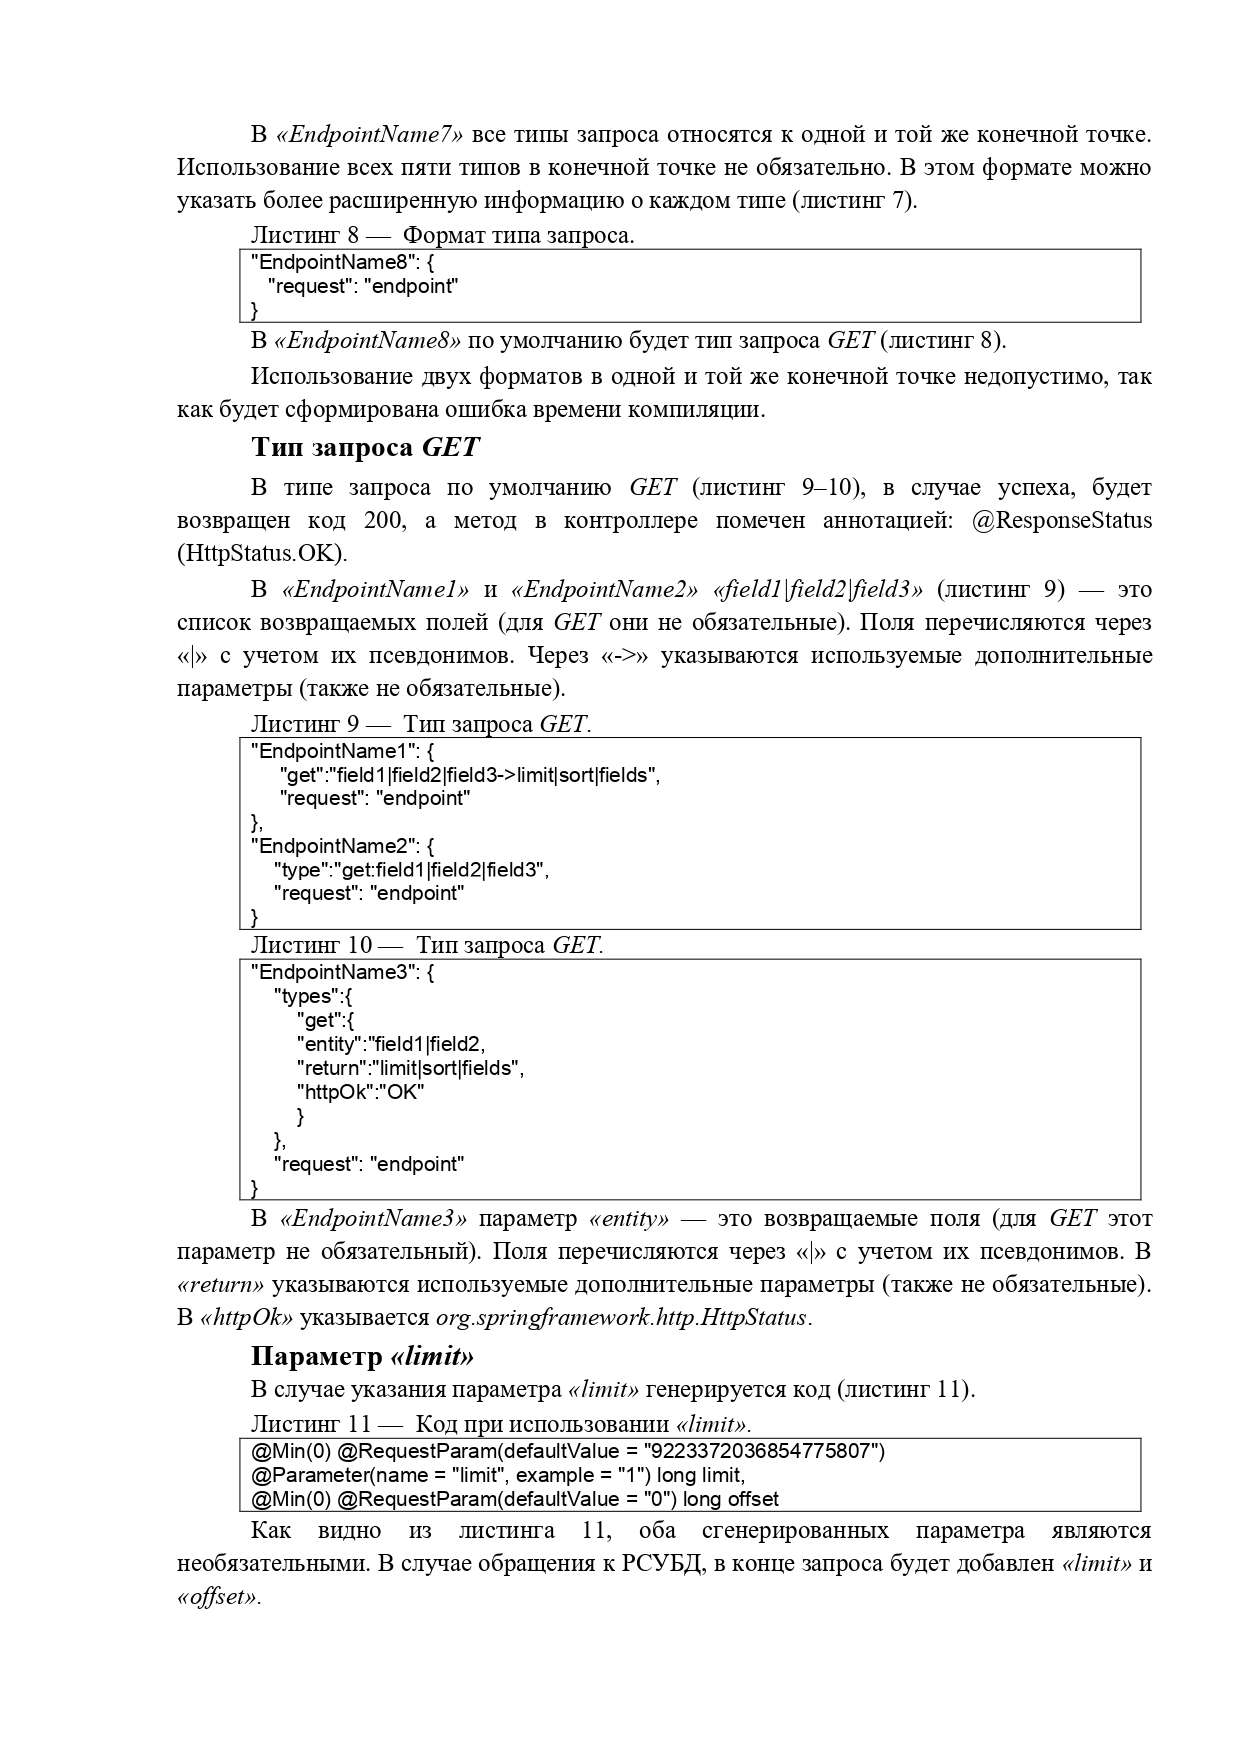 В «EndpointName7» все типы запроса относятся к одной и той же конечной точке.
Использование всех пяти типов в конечной точке не обязательно. В этом формате можно
указать более расширенную информацию о каждом типе (листинг 7).
Листинг 8 — Формат типа запроса.
"EndpointName8": {
"request": "endpoint"
}
В «EndpointName8» по умолчанию будет тип запроса GET (листинг 8).
Использование двух форматов в одной и той же конечной точке недопустимо, так
как будет сформирована ошибка времени компиляции.
Тип запроса GET
В типе запроса по умолчанию GET (листинг 9–10), в случае успеха, будет
возвращен код 200, а метод в контроллере помечен аннотацией: @ResponseStatus
(HttpStatus.OK).
В «EndpointName1» и «EndpointName2» «field1|field2|field3» (листинг 9) — это
список возвращаемых полей (для GET они не обязательные). Поля перечисляются через
«|» с учетом их псевдонимов. Через «->» указываются используемые дополнительные
параметры (также не обязательные).
Листинг 9 — Тип запроса GET.
"EndpointName1": {
"get":"field1|field2|field3->limit|sort|fields",
"request": "endpoint"
},
"EndpointName2": {
"type":"get:field1|field2|field3",
"request": "endpoint"
}
Листинг 10 — Тип запроса GET.
"EndpointName3": {
"types":{
"get":{
"entity":"field1|field2,
"return":"limit|sort|fields",
"httpOk":"OK"
}
},
"request": "endpoint"
}
В «EndpointName3» параметр «entity» — это возвращаемые поля (для GET этот
параметр не обязательный). Поля перечисляются через «|» с учетом их псевдонимов. В
«return» указываются используемые дополнительные параметры (также не обязательные).
В «httpOk» указывается org.springframework.http.HttpStatus.
Параметр «limit»
В случае указания параметра «limit» генерируется код (листинг 11).
Листинг 11 — Код при использовании «limit».
@Min(0) @RequestParam(defaultValue = "9223372036854775807")
@Parameter(name = "limit", example = "1") long limit,
@Min(0) @RequestParam(defaultValue = "0") long offset
Как видно из листинга 11, оба сгенерированных параметра являются
необязательными. В случае обращения к РСУБД, в конце запроса будет добавлен «limit» и
«offset».